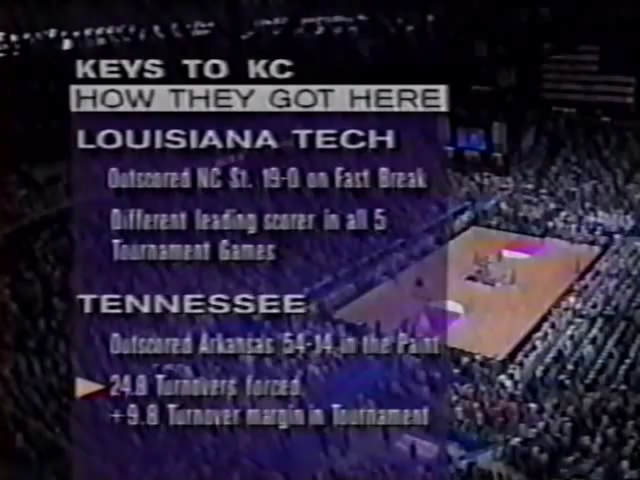 KEYS TO KC
HOW THEY GOT HERE
LOUISIANA TECH
Outscored NC St. 19-0 on Fast Break
Different leading scorer in all 5
Tournament Games
TENNESSEE
Outscored Arkansas 54-14 in the Paint
24.8 Turnovers forced
+9.8 Turnover margin in Tournament